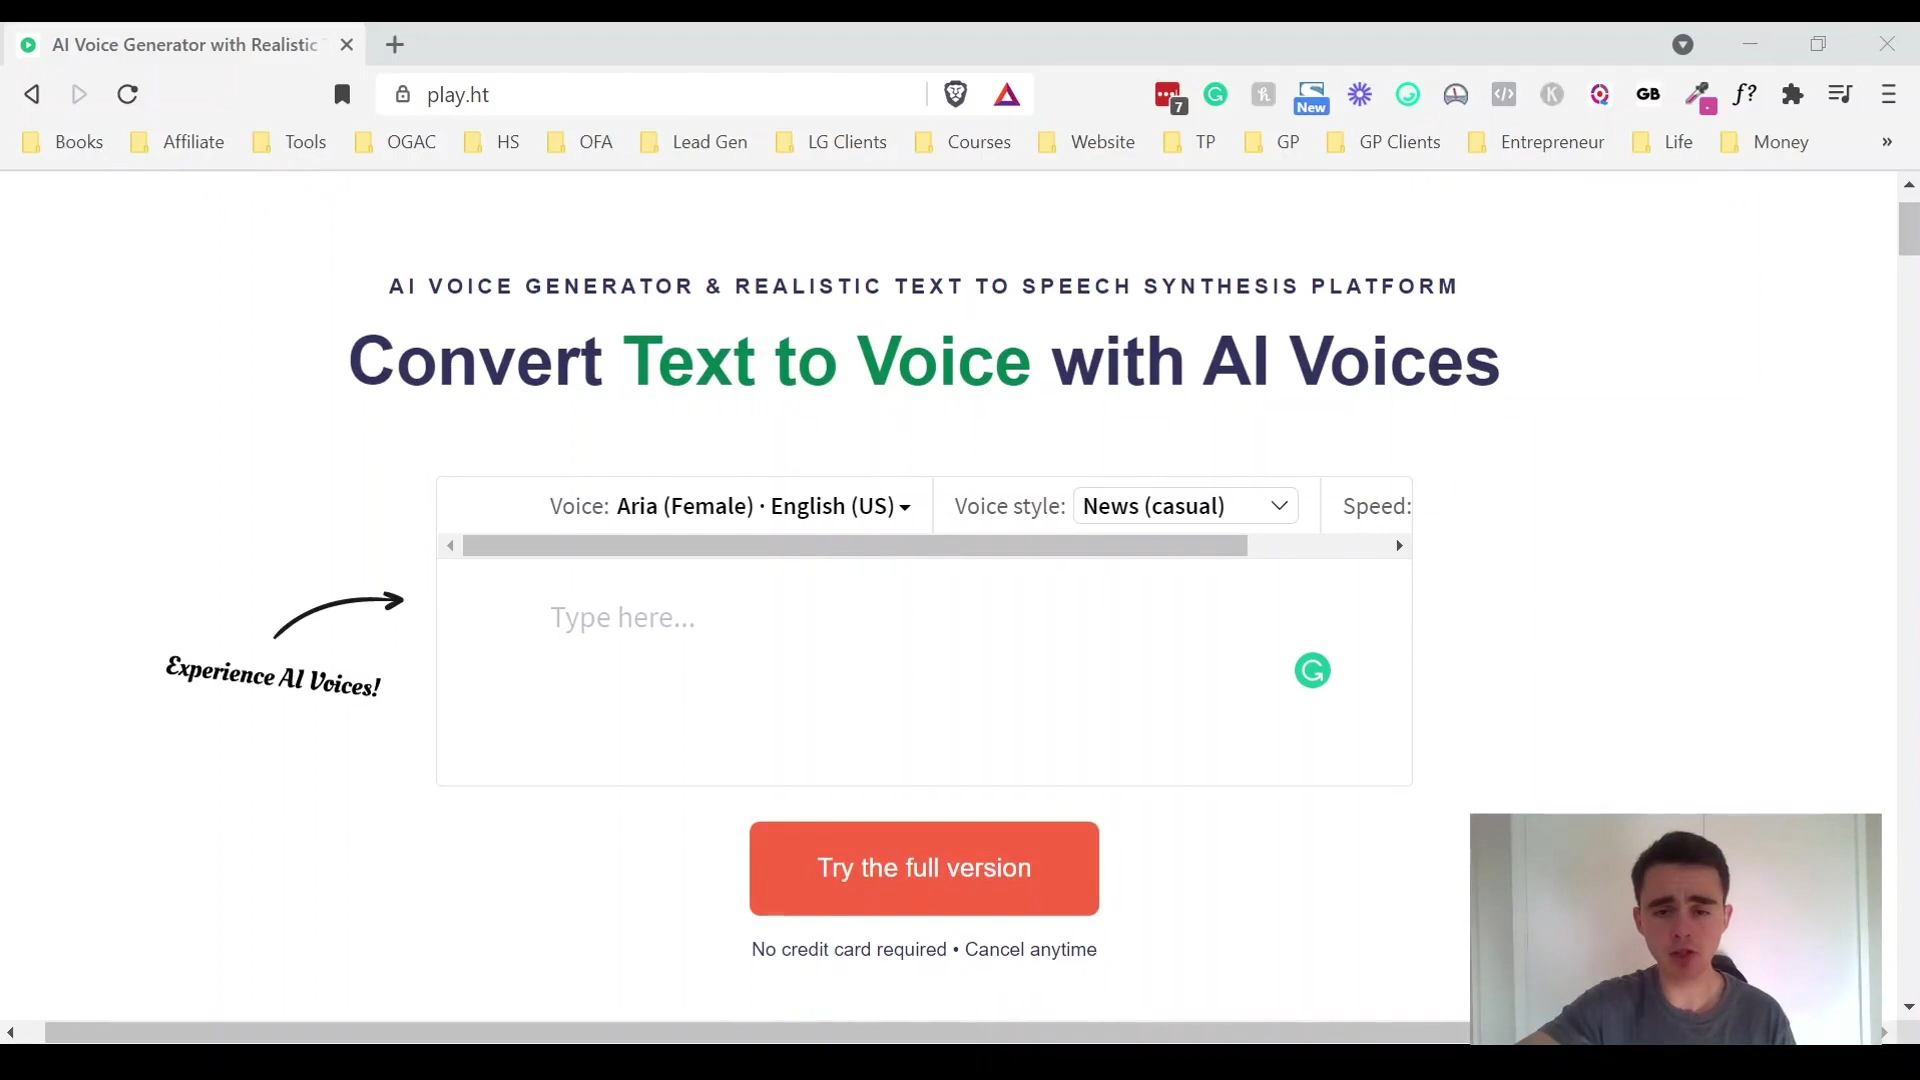 AI Voice Generator with Realistic
play.ht
7
New
GB
f?
Books
Affiliate
Tools
OGAC
HS
OFA
Lead Gen
LG Clients
Courses
Website
TP
GP
GP Clients
Entrepreneur
Life
Money
»
AI VOICE GENERATOR & REALISTIC TEXT TO SPEECH SYNTHESIS PLATFORM
Convert Text to Voice with AI Voices
Voice: Aria (Female) · English (US)
Voice style: News (casual)
Speed:
Type here...
Experience AI Voices!
Try the full version
No credit card required • Cancel anytime